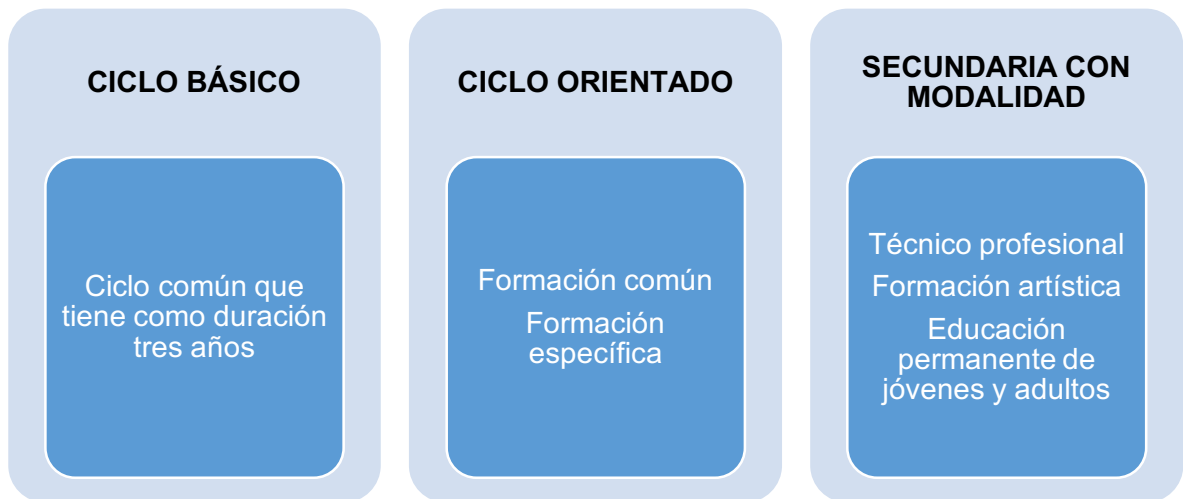 CICLO BÁSICO
Ciclo común que
tiene como duración
tres años
CICLO ORIENTADO
Formación común
Formación
específica
SECUNDARIA CON
MODALIDAD
Técnico profesional
Formación artística
Educación
permanente de
jóvenes y adultos